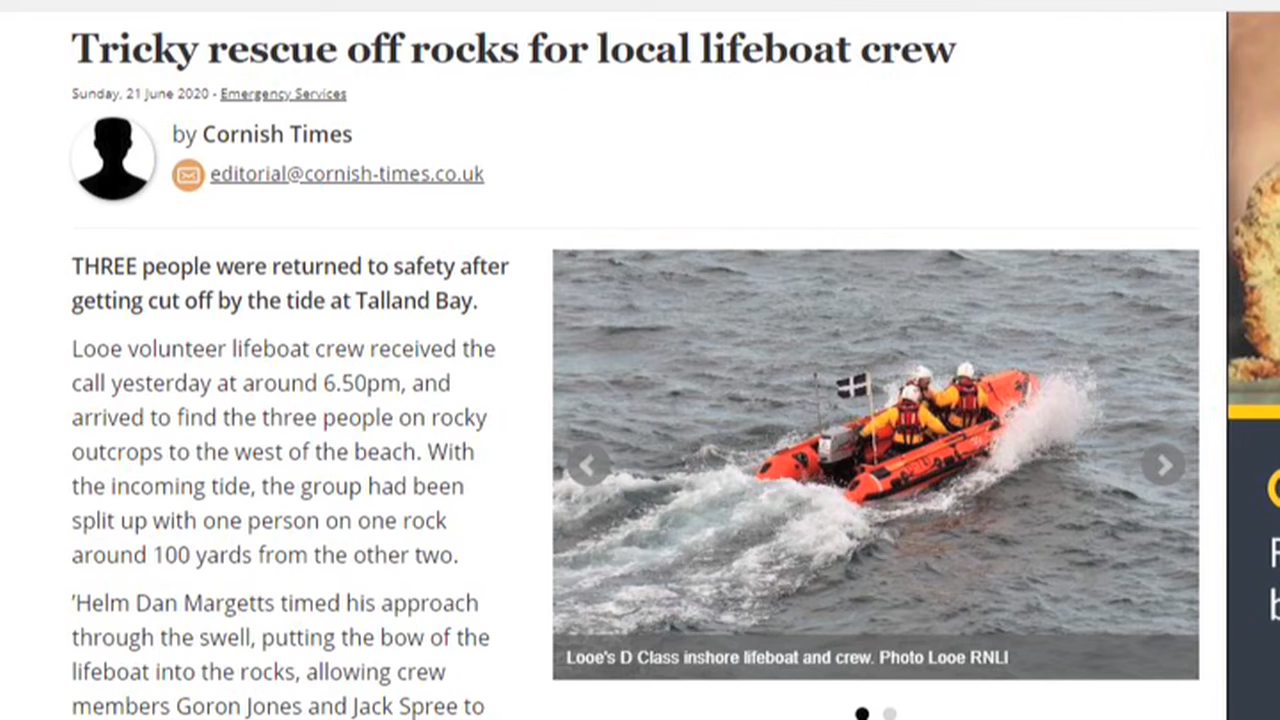 Tricky rescue off rocks for local lifeboat crew
Sunday, 21 June 2020 - Emergency Services
by Cornish Times
editorial@cornish-times.co.uk
THREE people were returned to safety after
getting cut off by the tide at Talland Bay.
Looe volunteer lifeboat crew received the
call yesterday at around 6.50pm, and
arrived to find the three people on rocky
outcrops to the west of the beach. With
the incoming tide, the group had been
split up with one person on one rock
around 100 yards from the other two.
'Helm Dan Margetts timed his approach
through the swell, putting the bow of the
lifeboat into the rocks, allowing crew
members Goron Jones and Jack Spree to
Looe's D Class inshore lifeboat and crew. Photo Looe RNLI